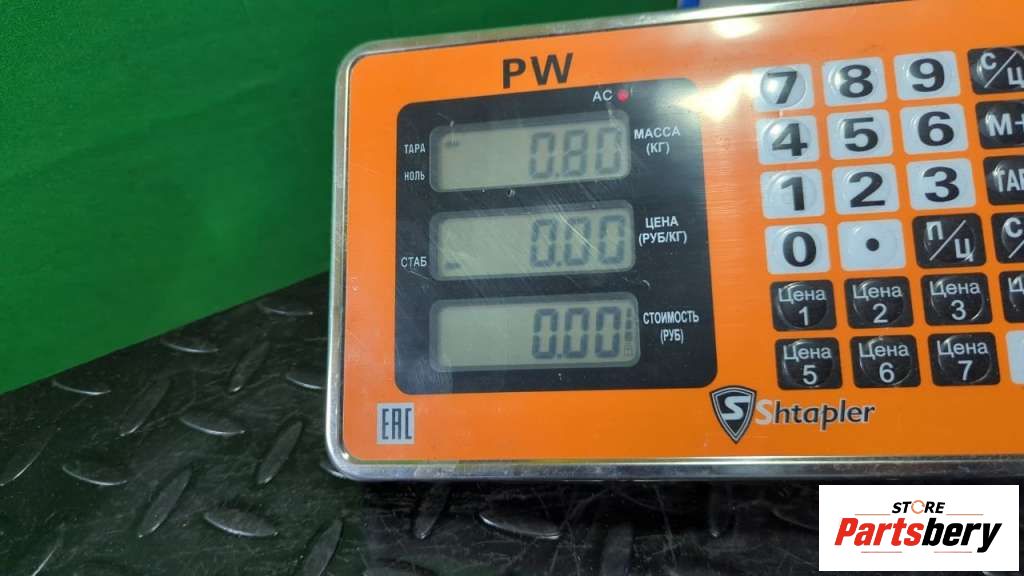 PW
AC
ТАРА
НОЛЬ
0.80
МАССА
(КГ)
СТАБ
0.00
ЦЕНА
(РУБ/КГ)
0.00
СТОИМОСТЬ
(РУБ)
7 8 9 С/Ц
4 5 6 М+
1 2 3
0 . П/Ц
Цена 1 Цена 2 Цена 3
Цена 5 Цена 6 Цена 7
EAC
S Shtapler
STORE
Partsbery